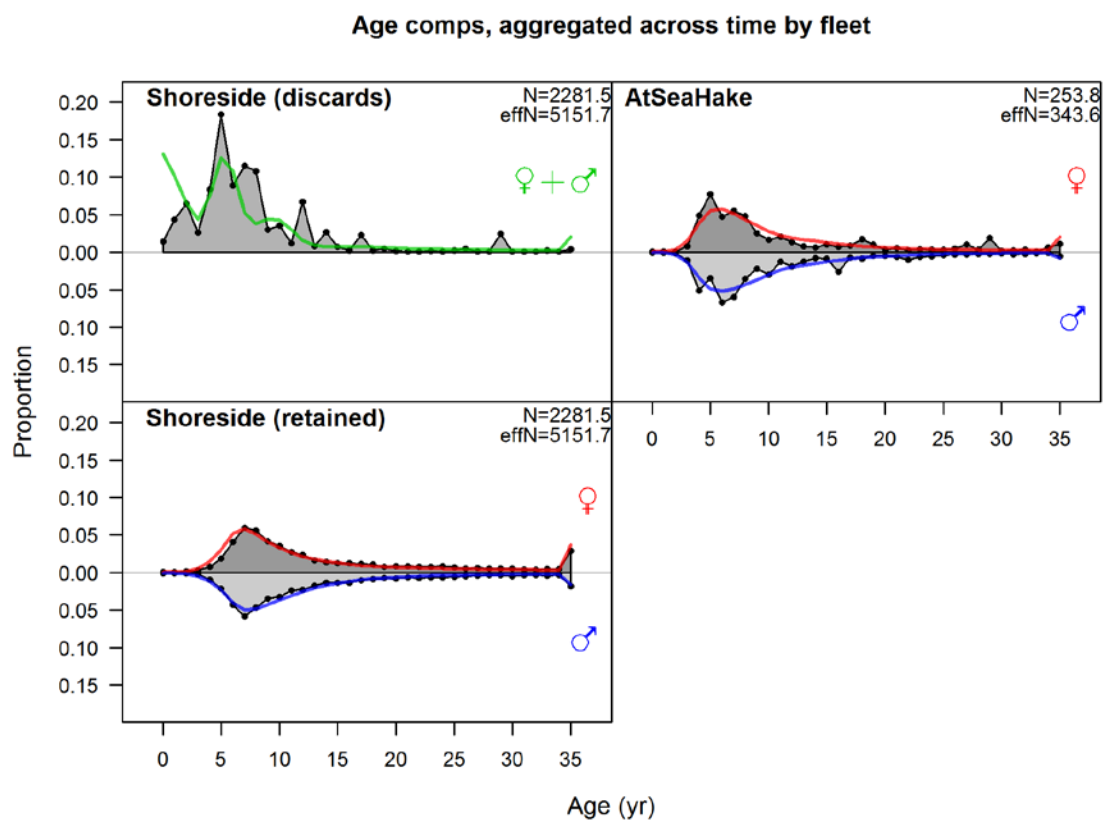 Age comps, aggregated across time by fleet
Shoreside (discards)
N=2281.5
effN=5151.7
♀+♂
AtSeaHake
N=253.8
effN=343.6
♀
♂
0.20
0.15
0.10
0.05
0.00
0.05
0.10
0.15
0 5 10 15 20 25 30 35
Shoreside (retained)
N=2281.5
effN=5151.7
♀
♂
0.20
0.15
0.10
0.05
0.00
0.05
0.10
0.15
0 5 10 15 20 25 30 35
Proportion
Age (yr)